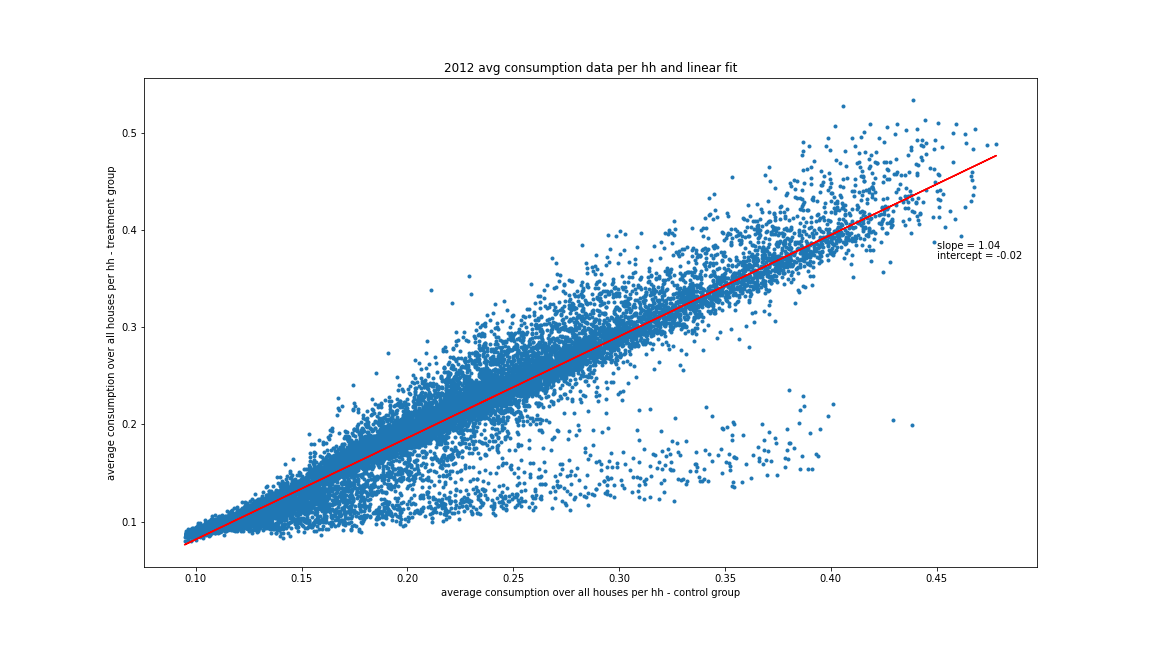 2012 avg consumption data per hh and linear fit
average consumption over all houses per hh - treatment group
0.5
0.4
0.3
0.2
0.1
slope = 1.04
intercept = -0.02
0.10 0.15 0.20 0.25 0.30 0.35 0.40 0.45
average consumption over all houses per hh - control group